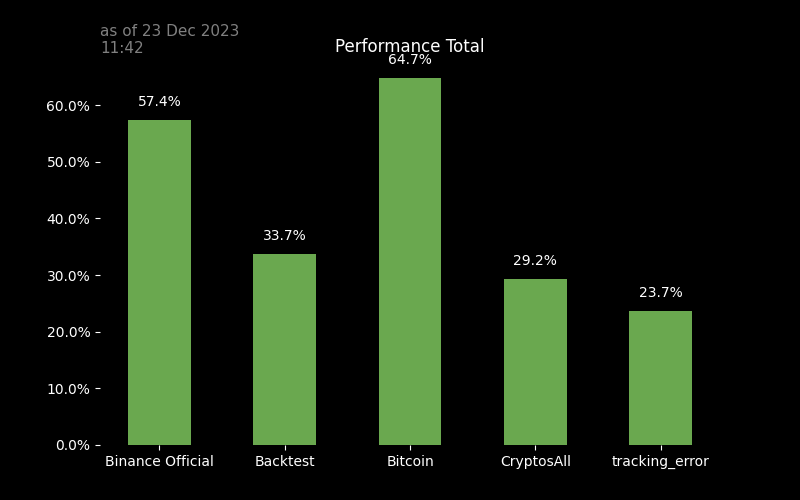 as of 23 Dec 2023
11:42
Performance Total
64.7%
60.0%
57.4%
50.0%
40.0%
33.7%
30.0%
29.2%
23.7%
20.0%
10.0%
0.0%
Binance Official
Backtest
Bitcoin
CryptosAll
tracking_error